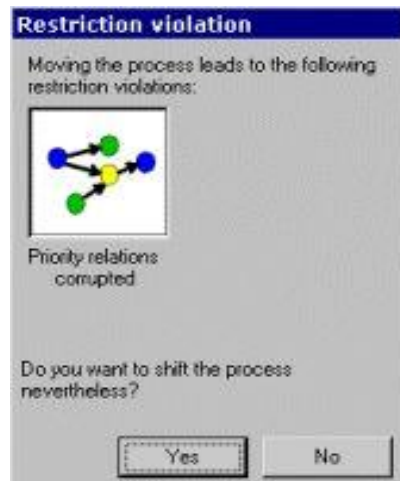 Restriction violation
Moving the process leads to the following
restriction violations:
Priority relations
corrupted
Do you want to shift the process
nevertheless?
Yes
No